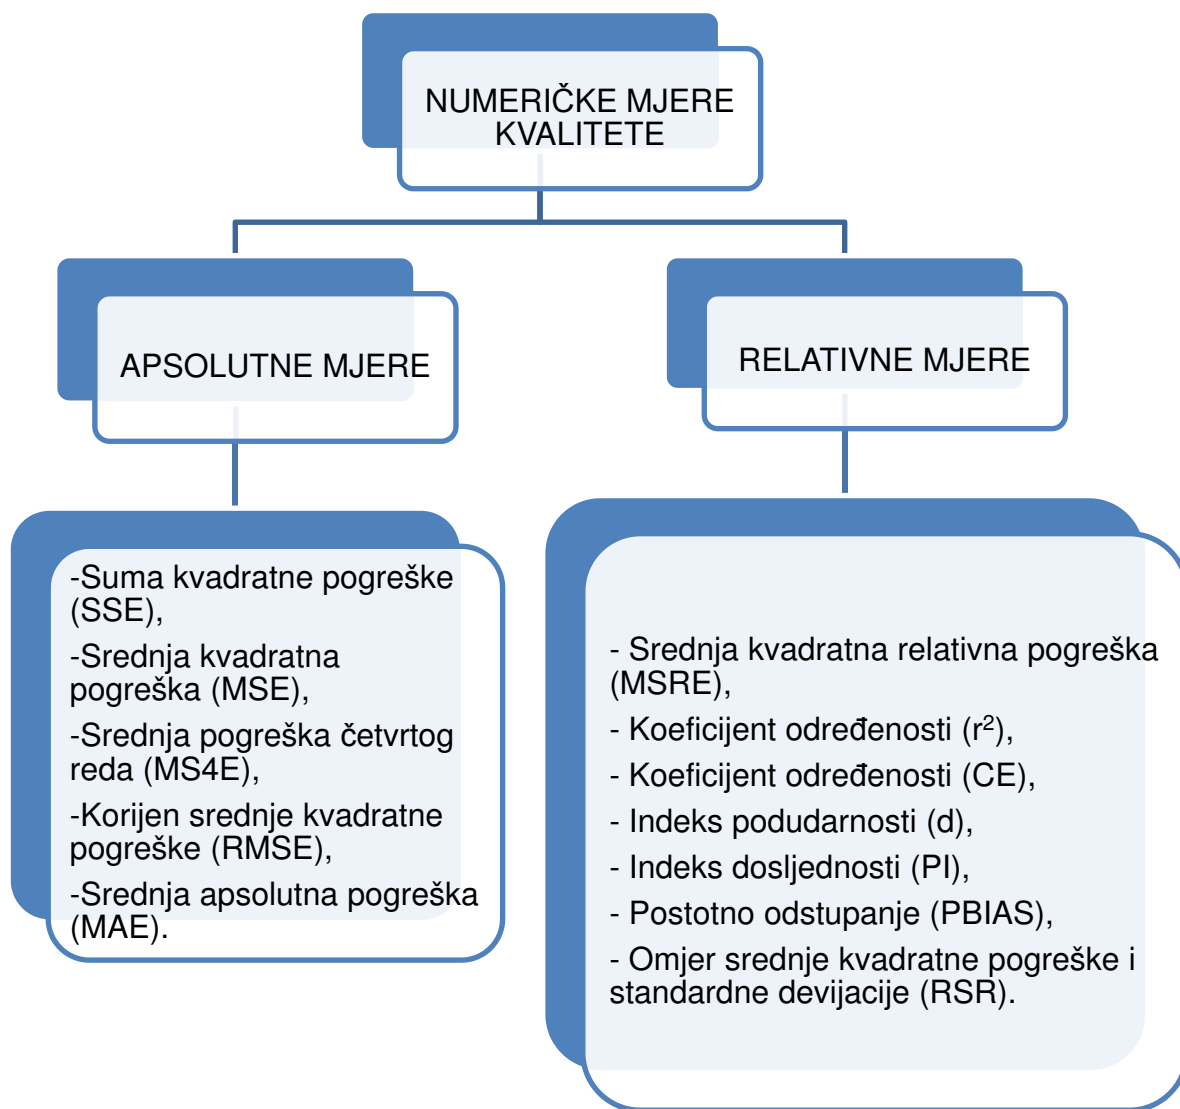 NUMERIČKE MJERE
KVALITETE
APSOLUTNE MJERE
RELATIVNE MJERE
-Suma kvadratne pogreške
(SSE),
-Srednja kvadratna
pogreška (MSE),
-Srednja pogreška četvrtog
reda (MS4E),
-Korijen srednje kvadratne
pogreške (RMSE),
-Srednja apsolutna pogreška
(MAE).
- Srednja kvadratna relativna pogreška
(MSRE),
- Koeficijent određenosti (r²),
- Koeficijent određenosti (CE),
- Indeks podudarnosti (d),
- Indeks dosljednosti (PI),
- Postotno odstupanje (PBIAS),
- Omjer srednje kvadratne pogreške i
standardne devijacije (RSR).